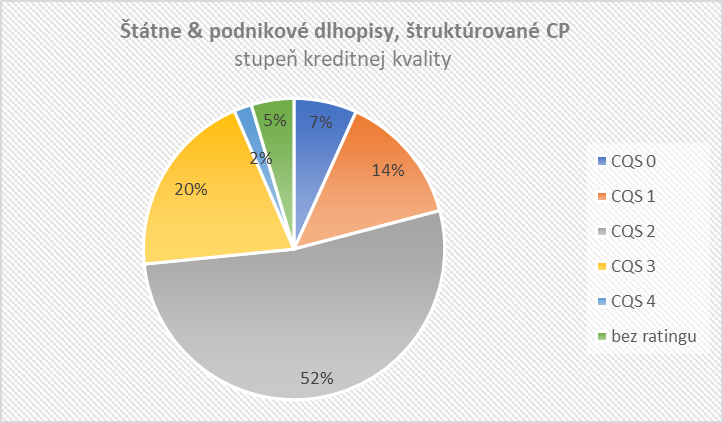 Štátne & podnikové dlhopisy, štruktúrované CP
stupeň kreditnej kvality
5%
7%
2%
14%
20%
52%
CQS 0
CQS 1
CQS 2
CQS 3
CQS 4
bez ratingu